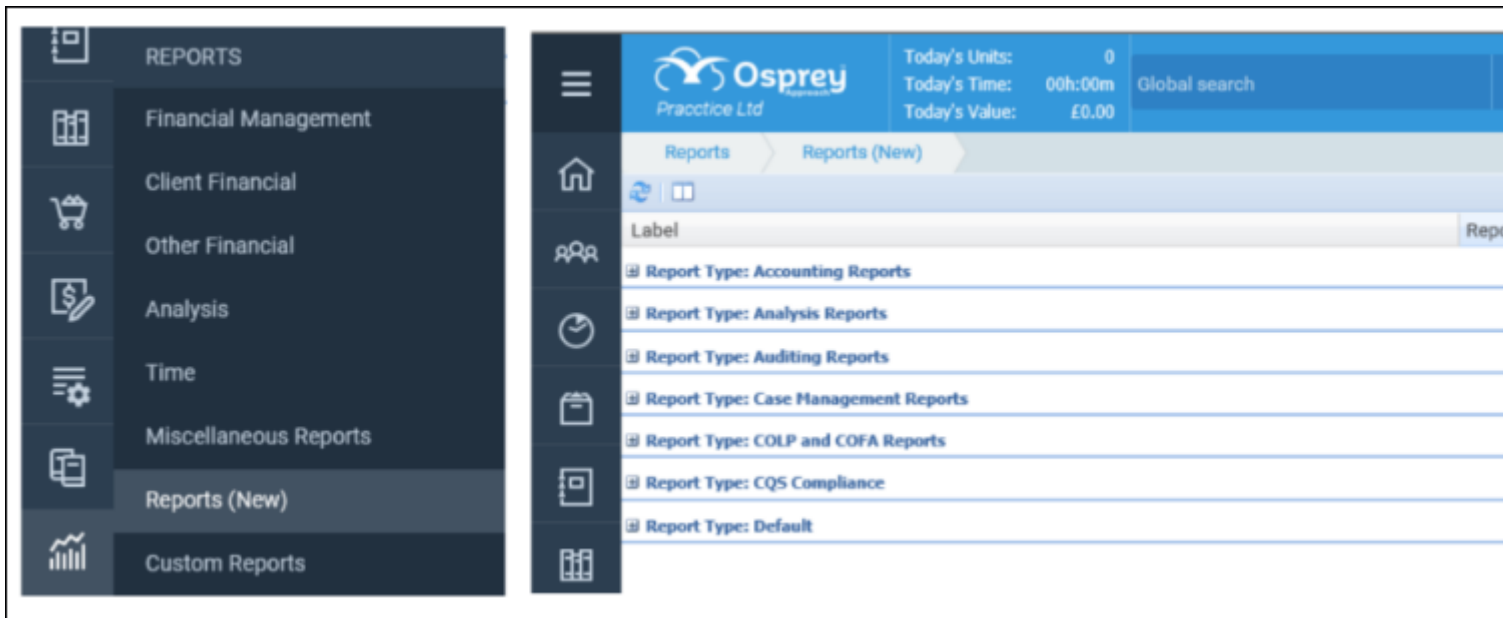 REPORTS
Financial Management
Client Financial
Other Financial
Analysis
Time
Miscellaneous Reports
Reports (New)
Custom Reports
Osprey
Approach
Pracctice Ltd
Today's Units: 0
Today's Time: 00h:00m
Today's Value: £0.00
Global search
Reports Reports (New)
Label Repo
Report Type: Accounting Reports
Report Type: Analysis Reports
Report Type: Auditing Reports
Report Type: Case Management Reports
Report Type: COLP and COFA Reports
Report Type: CQS Compliance
Report Type: Default